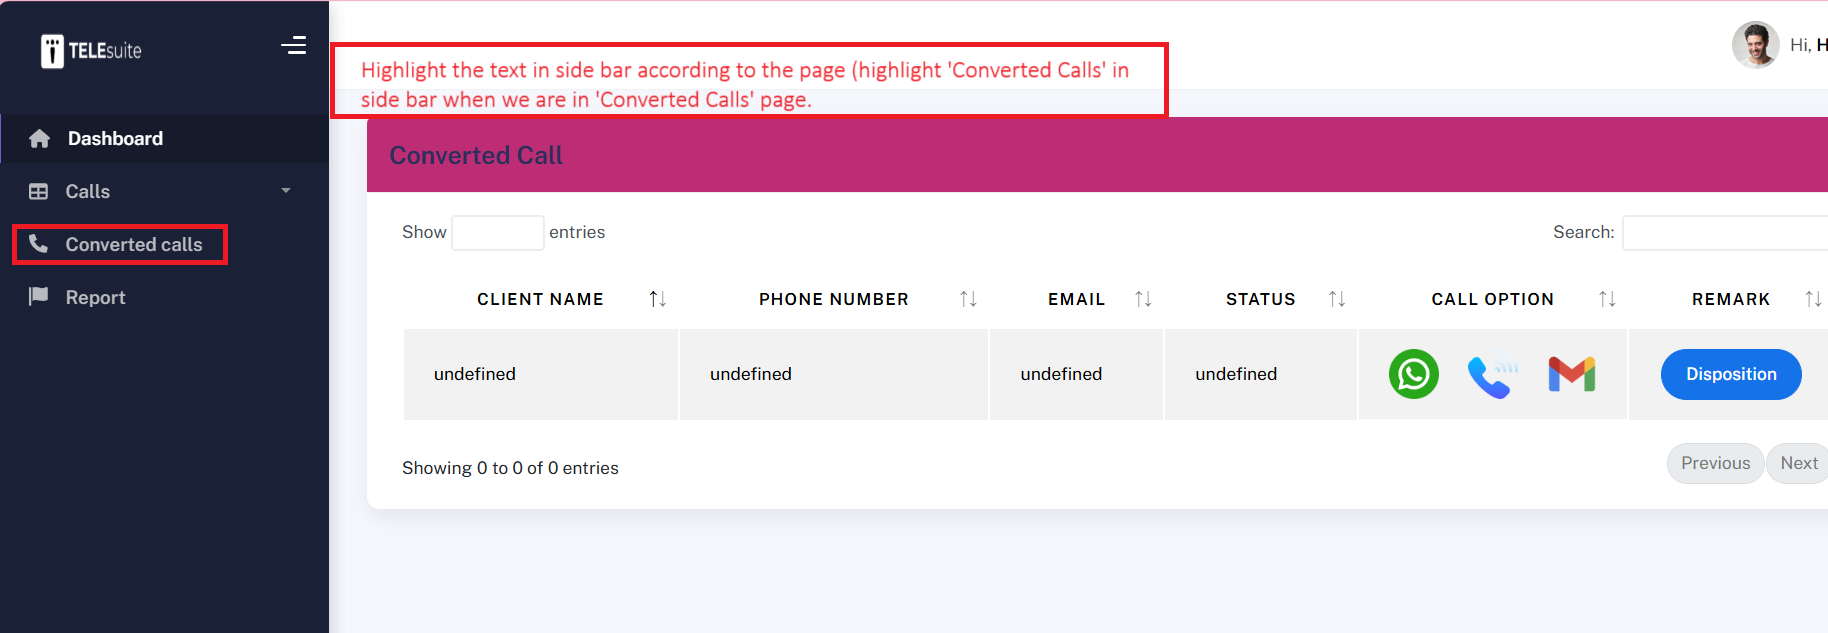 TELEsuite
Hi, H
Highlight the text in side bar according to the page (highlight 'Converted Calls' in
side bar when we are in 'Converted Calls' page.
Dashboard
Calls
Converted calls
Report
Converted Call
Show entries
Search:
CLIENT NAME PHONE NUMBER EMAIL STATUS CALL OPTION REMARK
undefined undefined undefined undefined Disposition
Showing 0 to 0 of 0 entries
Previous Next